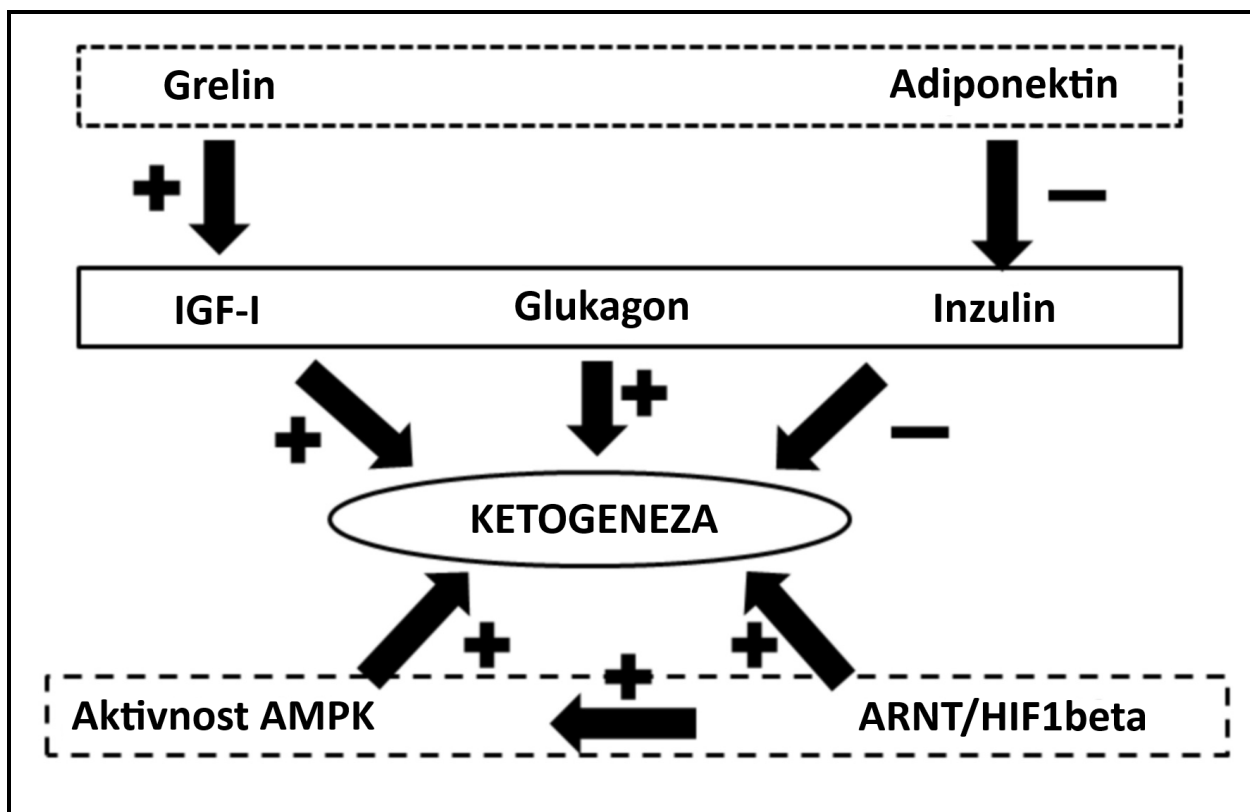 Grelin Adiponektin
+ −
IGF-I Glukagon Inzulin
+ + −
KETOGENEZA
+ + +
Aktivnost AMPK ARNT/HIF1beta